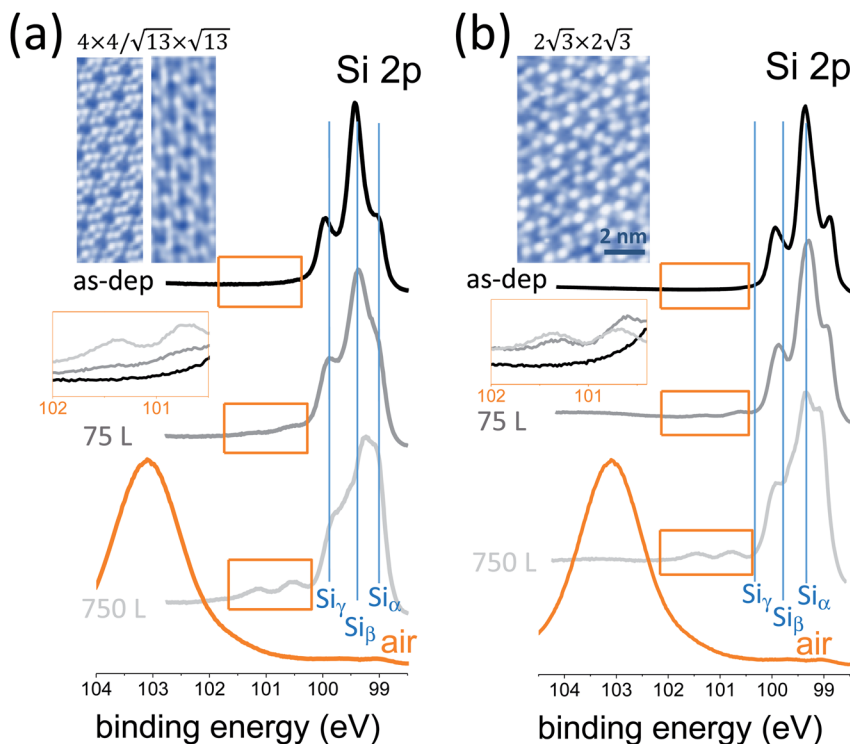 (a)
4×4/√13×√13
Si 2p
as-dep
102
101
75 L
750 L
Siγ
Siβ
Siα
air
104
103
102
101
100
99
binding energy (eV)
(b)
2√3×2√3
Si 2p
2 nm
as-dep
102
101
75 L
750 L
Siγ
Siβ
Siα
air
104
103
102
101
100
99
binding energy (eV)